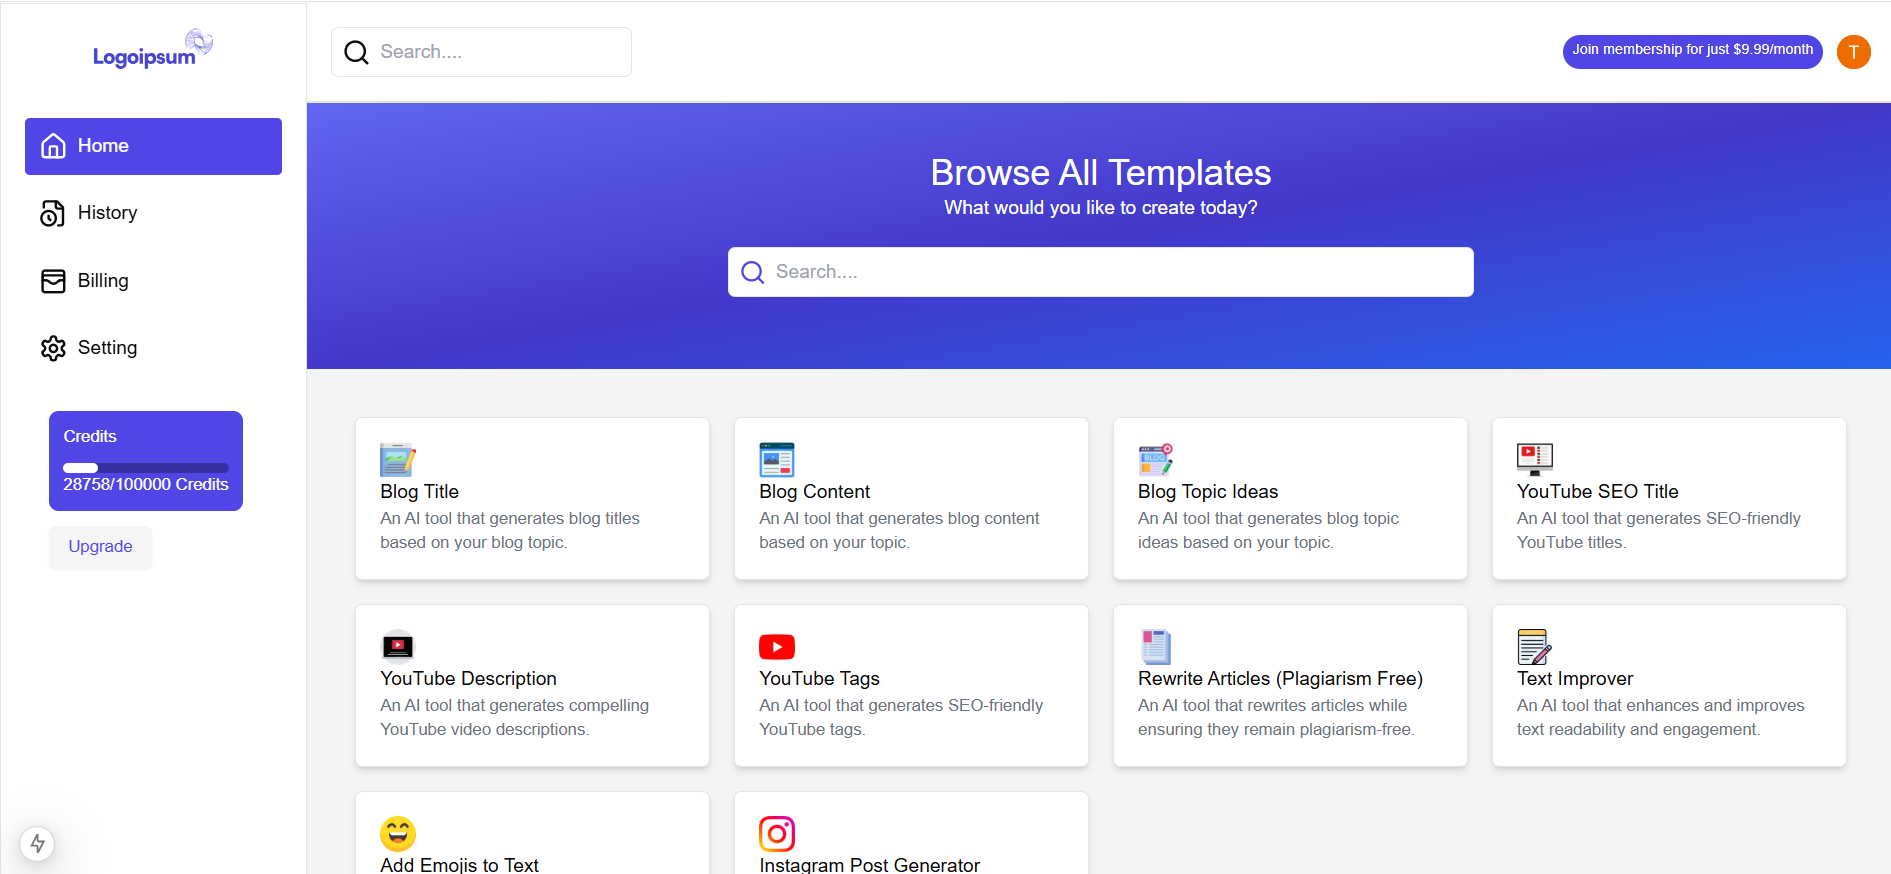 Logoipsum
Search....
Join membership for just $9.99/month
T
Home
History
Billing
Setting
Credits
28758/100000 Credits
Upgrade
Browse All Templates
What would you like to create today?
Search....
Blog Title
An AI tool that generates blog titles
based on your blog topic.
Blog Content
An AI tool that generates blog content
based on your topic.
BLOG
Blog Topic Ideas
An AI tool that generates blog topic
ideas based on your topic.
YouTube SEO Title
An AI tool that generates SEO-friendly
YouTube titles.
YouTube Description
An AI tool that generates compelling
YouTube video descriptions.
YouTube Tags
An AI tool that generates SEO-friendly
YouTube tags.
Rewrite Articles (Plagiarism Free)
An AI tool that rewrites articles while
ensuring they remain plagiarism-free.
Text Improver
An AI tool that enhances and improves
text readability and engagement.
Add Emojis to Text
Instagram Post Generator